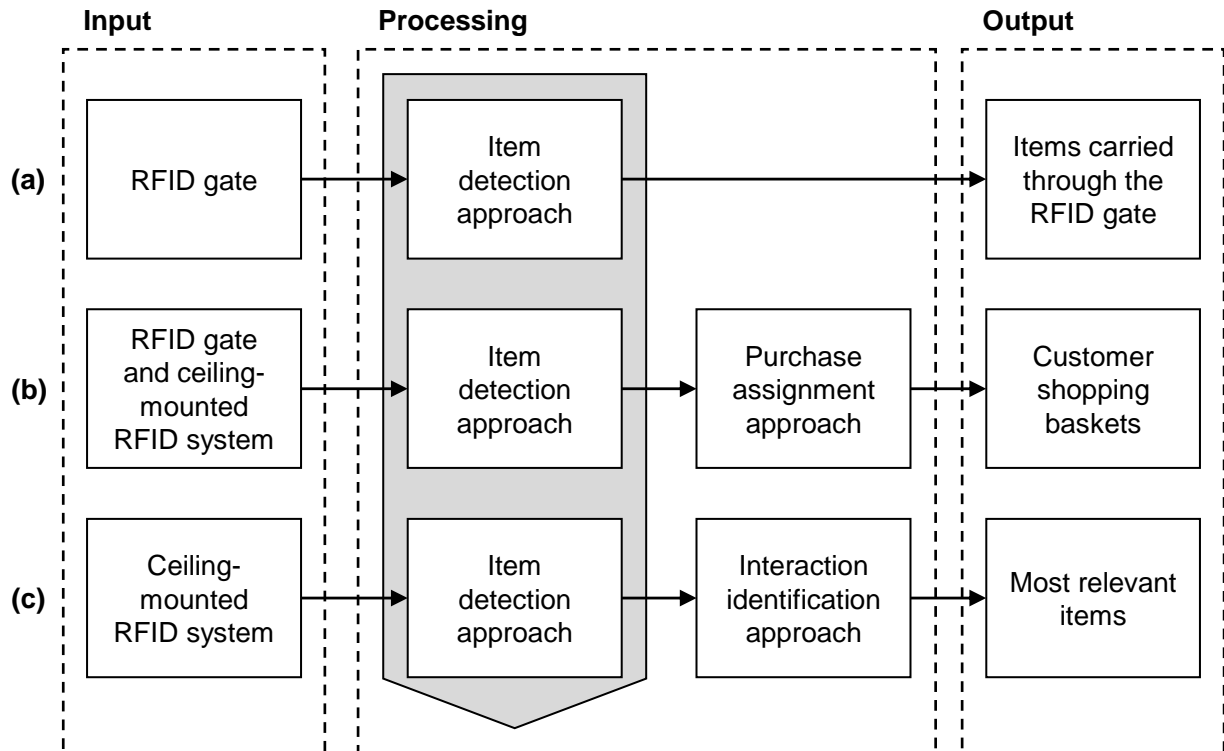 Input
Processing
Output
(a)
RFID gate
Item
detection
approach
Items carried
through the
RFID gate
(b)
RFID gate
and ceiling-
mounted
RFID system
Item
detection
approach
Purchase
assignment
approach
Customer
shopping
baskets
(c)
Ceiling-
mounted
RFID system
Item
detection
approach
Interaction
identification
approach
Most relevant
items